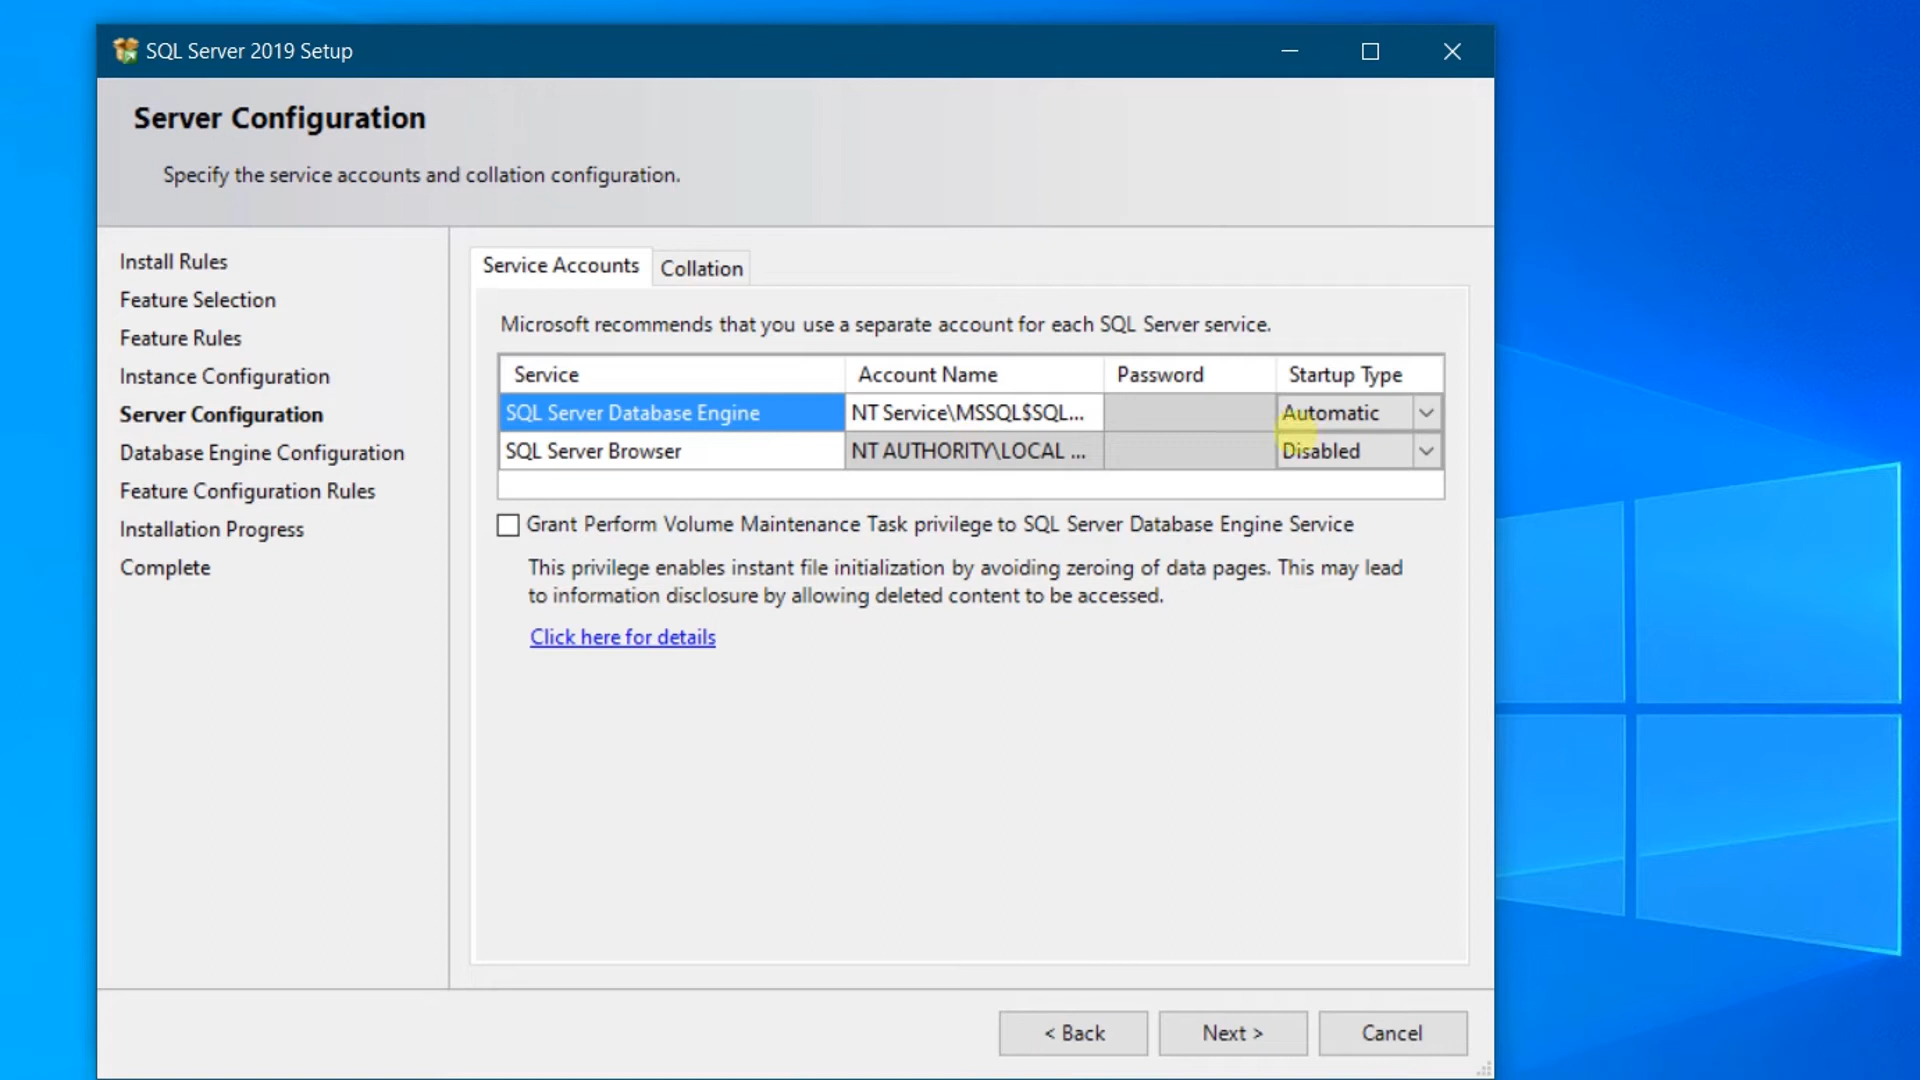 SQL Server 2019 Setup
Server Configuration
Specify the service accounts and collation configuration.
Install Rules
Feature Selection
Feature Rules
Instance Configuration
Server Configuration
Database Engine Configuration
Feature Configuration Rules
Installation Progress
Complete
Service Accounts Collation
Microsoft recommends that you use a separate account for each SQL Server service.
Service Account Name Password Startup Type
SQL Server Database Engine NT Service\MSSQL$SQL... Automatic
SQL Server Browser NT AUTHORITY\LOCAL ... Disabled
Grant Perform Volume Maintenance Task privilege to SQL Server Database Engine Service
This privilege enables instant file initialization by avoiding zeroing of data pages. This may lead
to information disclosure by allowing deleted content to be accessed.
Click here for details
< Back Next > Cancel